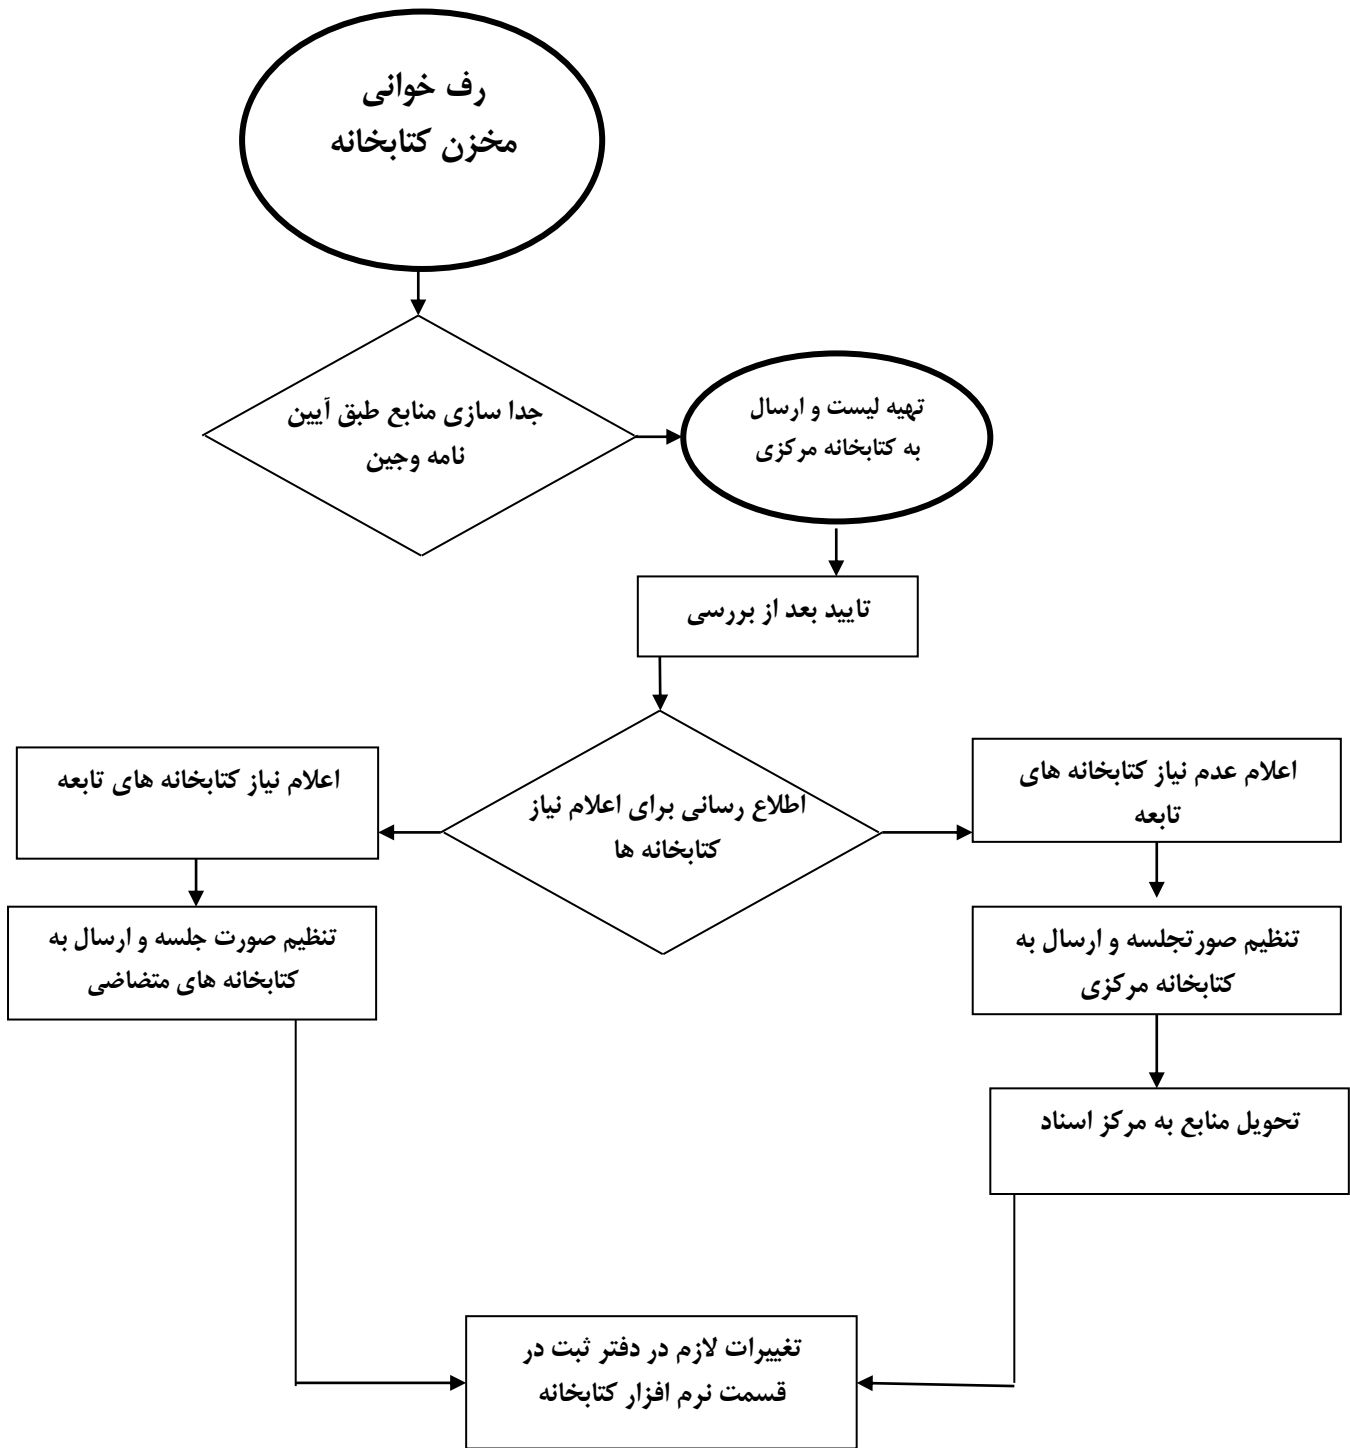 رف خوانی
مخزن کتابخانه
جدا سازی منابع طبق آیین
نامه وجین
تهیه لیست و ارسال
به کتابخانه مرکزی
تایید بعد از بررسی
اطلاع رسانی برای اعلام نیاز
کتابخانه ها
اعلام عدم نیاز کتابخانه های
تابعه
اعلام نیاز کتابخانه های تابعه
تنظیم صورتجلسه و ارسال به
کتابخانه مرکزی
تنظیم صورت جلسه و ارسال به
کتابخانه های متضاضی
تحویل منابع به مرکز اسناد
تغییرات لازم در دفتر ثبت در
قسمت نرم افزار کتابخانه